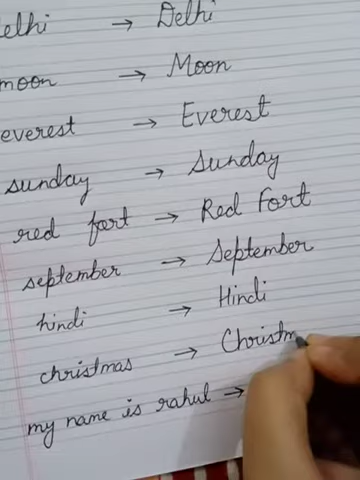 elhi → Delhi
moon → Moon
everest → Everest
sunday → Sunday
red fort → Red Fort
september → September
hindi → Hindi
christmas → Christm
my name is rahul →